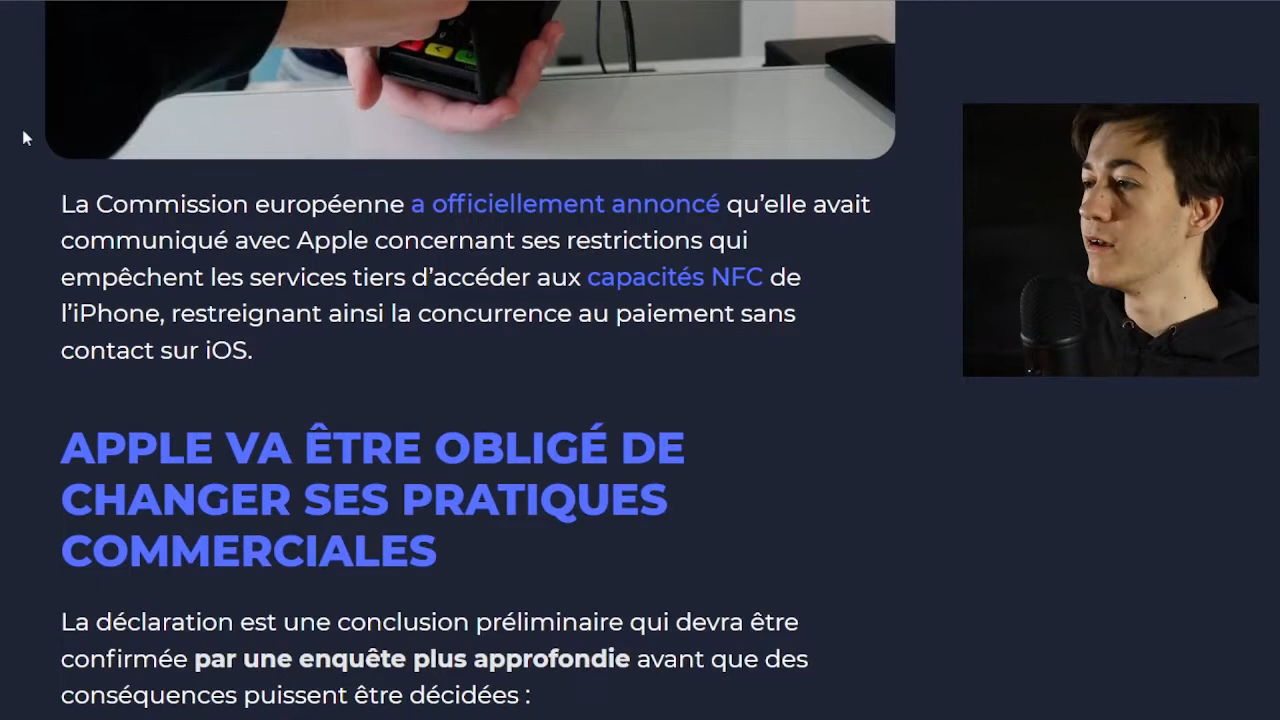 La Commission européenne a officiellement annoncé qu’elle avait
communiqué avec Apple concernant ses restrictions qui
empêchent les services tiers d’accéder aux capacités NFC de
l’iPhone, restreignant ainsi la concurrence au paiement sans
contact sur iOS.
APPLE VA ÊTRE OBLIGÉ DE
CHANGER SES PRATIQUES
COMMERCIALES
La déclaration est une conclusion préliminaire qui devra être
confirmée par une enquête plus approfondie avant que des
conséquences puissent être décidées :